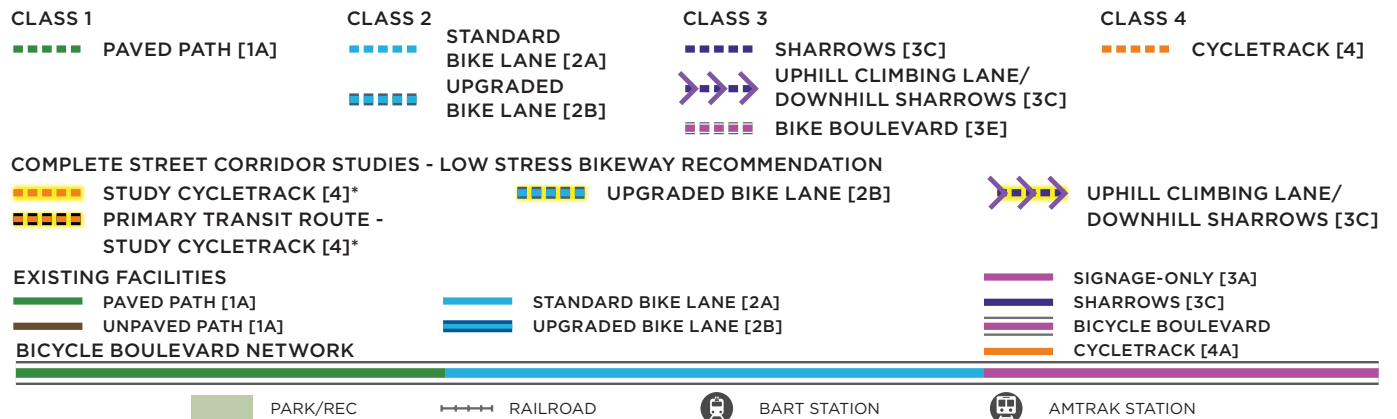 CLASS 1
PAVED PATH [1A]
CLASS 2
STANDARD
BIKE LANE [2A]
UPGRADED
BIKE LANE [2B]
CLASS 3
SHARROWS [3C]
UPHILL CLIMBING LANE/
DOWNHILL SHARROWS [3C]
BIKE BOULEVARD [3E]
CLASS 4
CYCLETRACK [4]
COMPLETE STREET CORRIDOR STUDIES - LOW STRESS BIKEWAY RECOMMENDATION
STUDY CYCLETRACK [4]*
PRIMARY TRANSIT ROUTE -
STUDY CYCLETRACK [4]*
UPGRADED BIKE LANE [2B]
UPHILL CLIMBING LANE/
DOWNHILL SHARROWS [3C]
EXISTING FACILITIES
PAVED PATH [1A]
UNPAVED PATH [1A]
STANDARD BIKE LANE [2A]
UPGRADED BIKE LANE [2B]
SIGNAGE-ONLY [3A]
SHARROWS [3C]
BICYCLE BOULEVARD
CYCLETRACK [4A]
BICYCLE BOULEVARD NETWORK
PARK/REC
RAILROAD
BART STATION
AMTRAK STATION